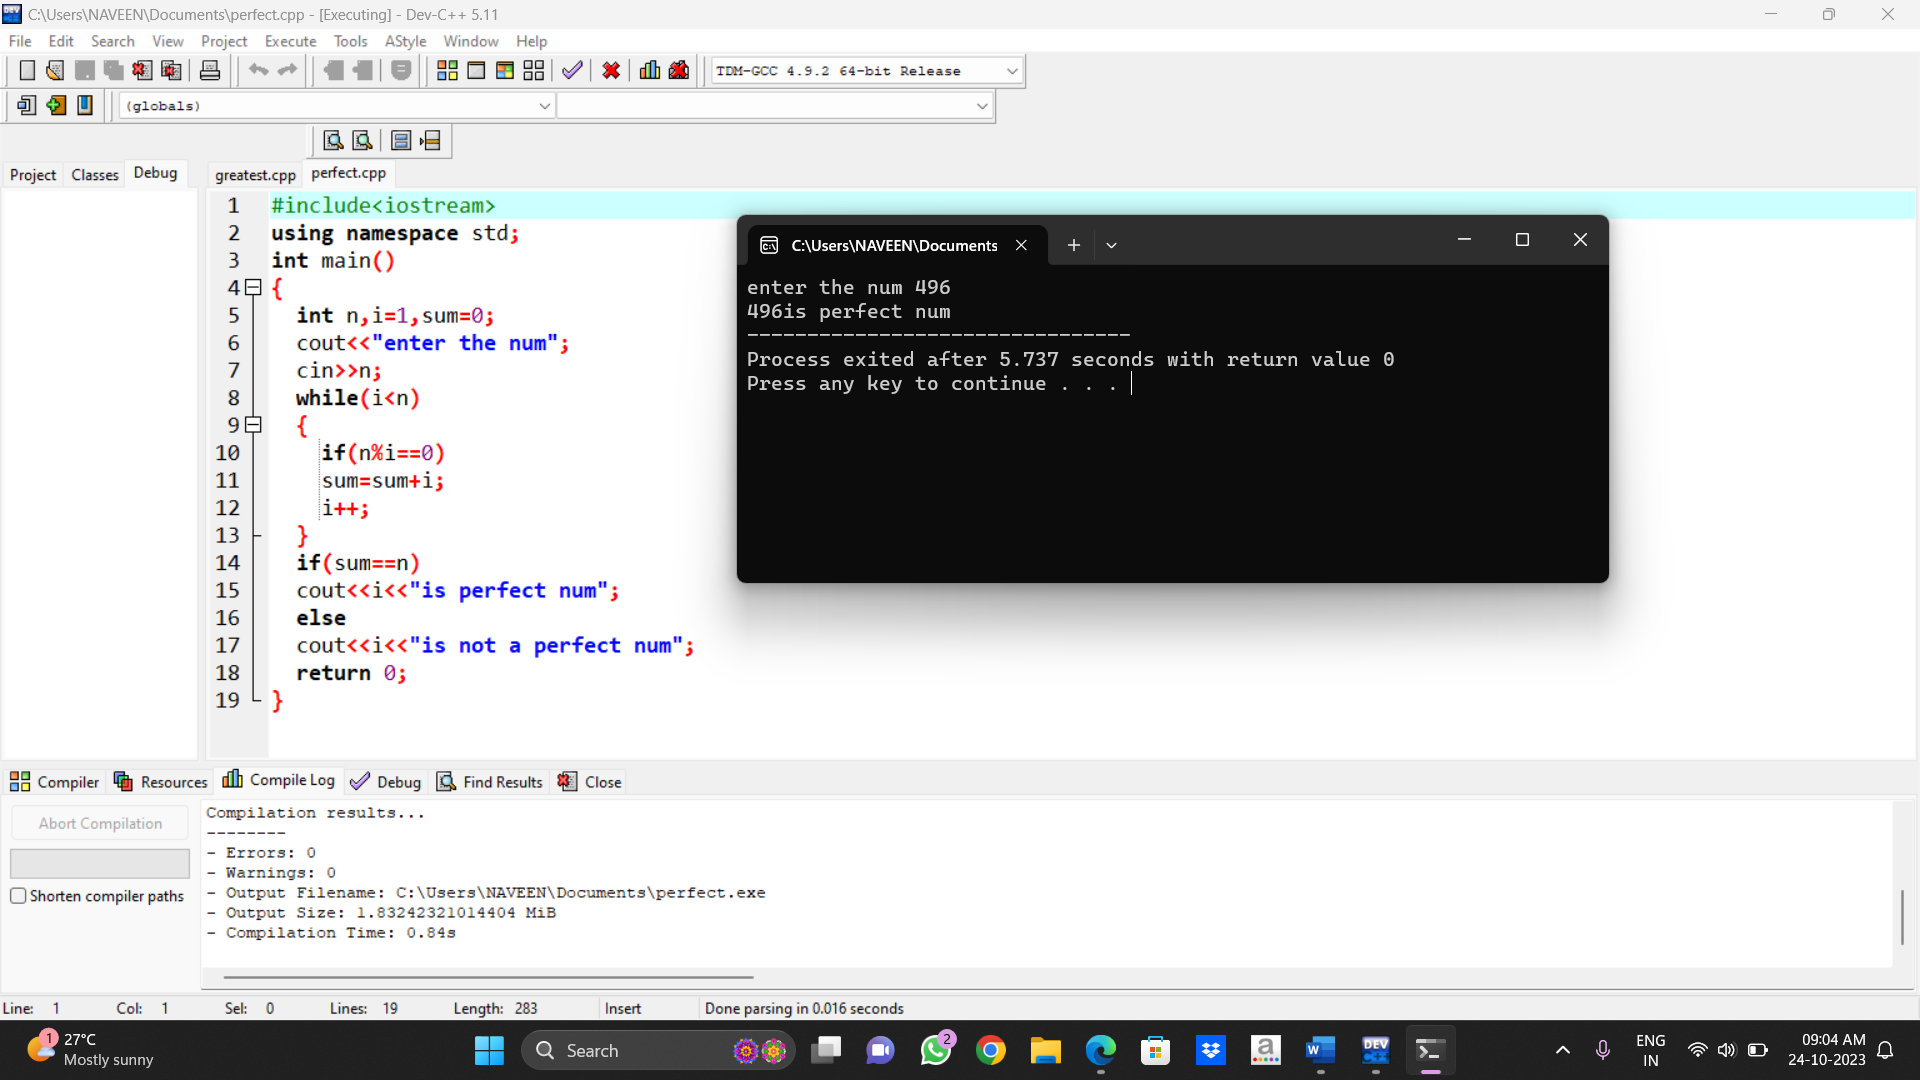 C:\Users\NAVEEN\Documents\perfect.cpp - [Executing] - Dev-C++ 5.11
File Edit Search View Project Execute Tools AStyle Window Help
TDM-GCC 4.9.2 64-bit Release
(globals)
Project Classes Debug
greatest.cpp perfect.cpp
1 #include<iostream>
2 using namespace std;
3 int main()
4 {
5 int n,i=1,sum=0;
6 cout<<"enter the num";
7 cin>>n;
8 while(i<n)
9 {
10 if(n%i==0)
11 sum=sum+i;
12 i++;
13 }
14 if(sum==n)
15 cout<<i<<"is perfect num";
16 else
17 cout<<i<<"is not a perfect num";
18 return 0;
19 }
C:\Users\NAVEEN\Documents
enter the num 496
496is perfect num
--------------------------------
Process exited after 5.737 seconds with return value 0
Press any key to continue . . .
Compiler Resources Compile Log Debug Find Results Close
Abort Compilation
Shorten compiler paths
Compilation results...
--------
- Errors: 0
- Warnings: 0
- Output Filename: C:\Users\NAVEEN\Documents\perfect.exe
- Output Size: 1.83242321014404 MiB
- Compilation Time: 0.84s
Line: 1 Col: 1 Sel: 0 Lines: 19 Length: 283 Insert Done parsing in 0.016 seconds
1
27°C
Mostly sunny
Search
2
DEV
C++
ENG
IN
09:04 AM
24-10-2023